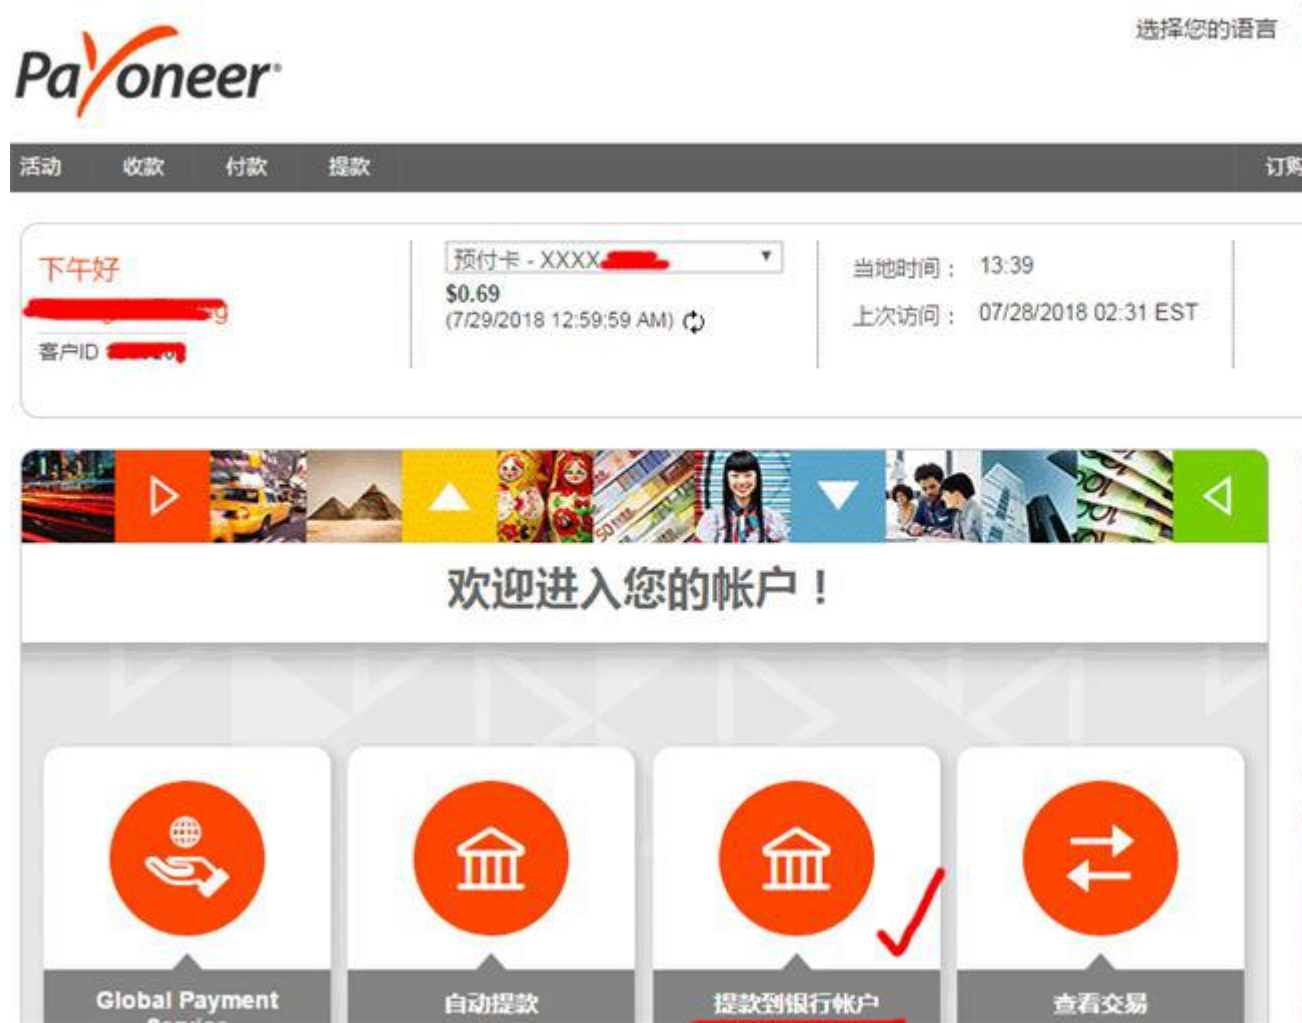 选择您的语言
Payoneer
活动 收款 付款 提款 订购
下午好
客户ID
预付卡 - XXXX
$0.69
(7/29/2018 12:59:59 AM)
当地时间： 13:39
上次访问： 07/28/2018 02:31 EST
欢迎进入您的帐户！
Global Payment
自动提款
提款到银行帐户
查看交易